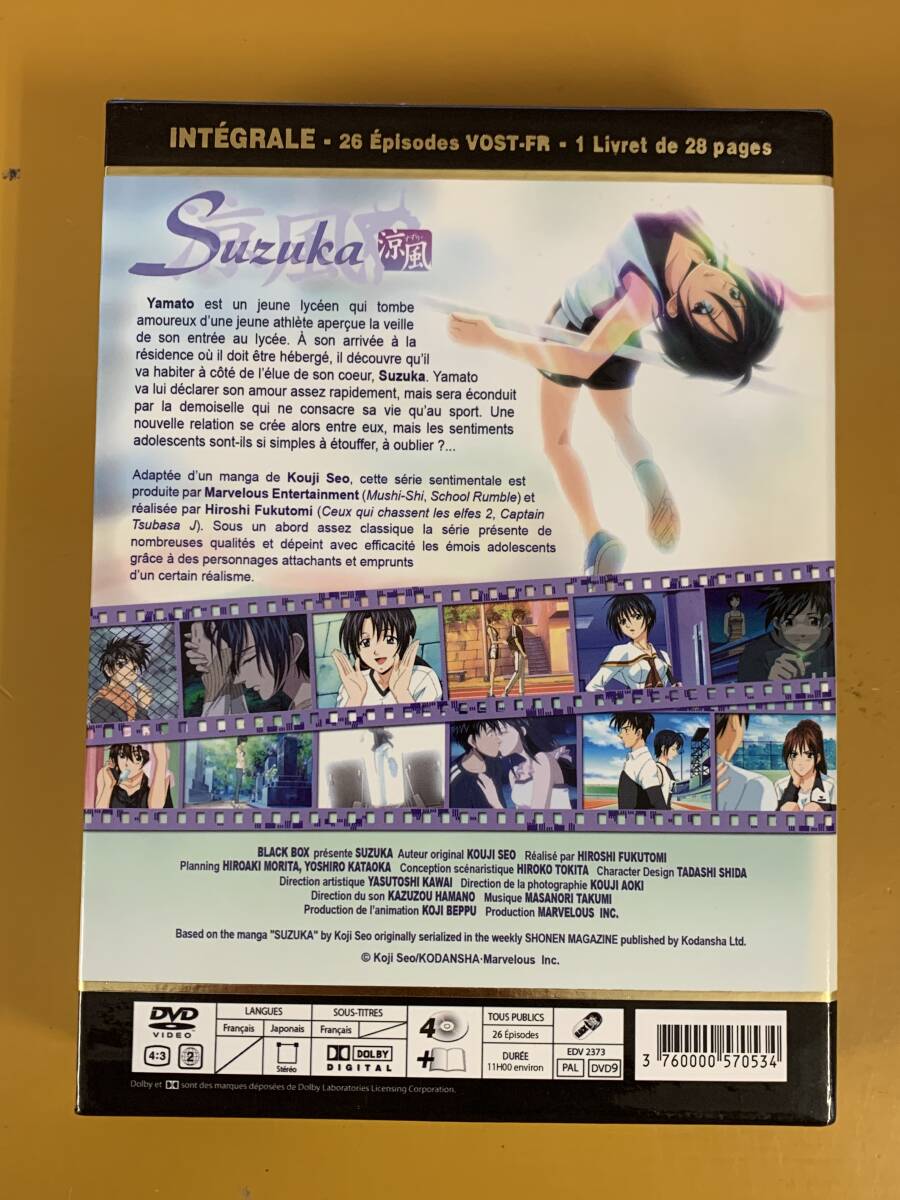 INTÉGRALE - 26 Épisodes VOST-FR - 1 Livret de 28 pages
Suzuka 涼風
Yamato est un jeune lycéen qui tombe
amoureux d'une jeune athlète aperçue la veille
de son entrée au lycée. À son arrivée à la
résidence où il doit être hébergé, il découvre qu'il
va habiter à côté de l'élue de son coeur, Suzuka. Yamato
va lui déclarer son amour assez rapidement, mais sera éconduit
par la demoiselle qui ne consacre sa vie qu'au sport. Une
nouvelle relation se crée alors entre eux, mais les sentiments
adolescents sont-ils si simples à étouffer, à oublier ?...
Adaptée d'un manga de Kouji Seo, cette série sentimentale est
produite par Marvelous Entertainment (Mushi-Shi, School Rumble) et
réalisée par Hiroshi Fukutomi (Ceux qui chassent les elfes 2, Captain
Tsubasa J). Sous un abord assez classique la série présente de
nombreuses qualités et dépeint avec efficacité les émois adolescents
grâce à des personnages attachants et emprunts
d'un certain réalisme.
BLACK BOX présente SUZUKA Auteur original KOUJI SEO Réalisé par HIROSHI FUKUTOMI
Planning HIROAKI MORITA, YOSHIRO KATAOKA Conception scénaristique HIROKO TOKITA Character Design TADASHI SHIDA
Direction artistique YASUTOSHI KAWAI Direction de la photographie KOUJI AOKI
Direction du son KAZUZOU HAMANO Musique MASANORI TAKUMI
Production de l'animation KOJI BEPPU Production MARVELOUS INC.
Based on the manga "SUZUKA" by Koji Seo originally serialized in the weekly SHONEN MAGAZINE published by Kodansha Ltd.
© Koji Seo/KODANSHA·Marvelous Inc.
DVD VIDEO
4:3 2
LANGUES
Français Japonais
Stéréo
SOUS-TITRES
Français
DOLBY DIGITAL
4
+
TOUS PUBLICS
26 Épisodes
DURÉE
11H00 environ
EDV 2373
PAL DVD9
3 760000 570534
Dolby et sont des marques déposées de Dolby Laboratories Licensing Corporation.